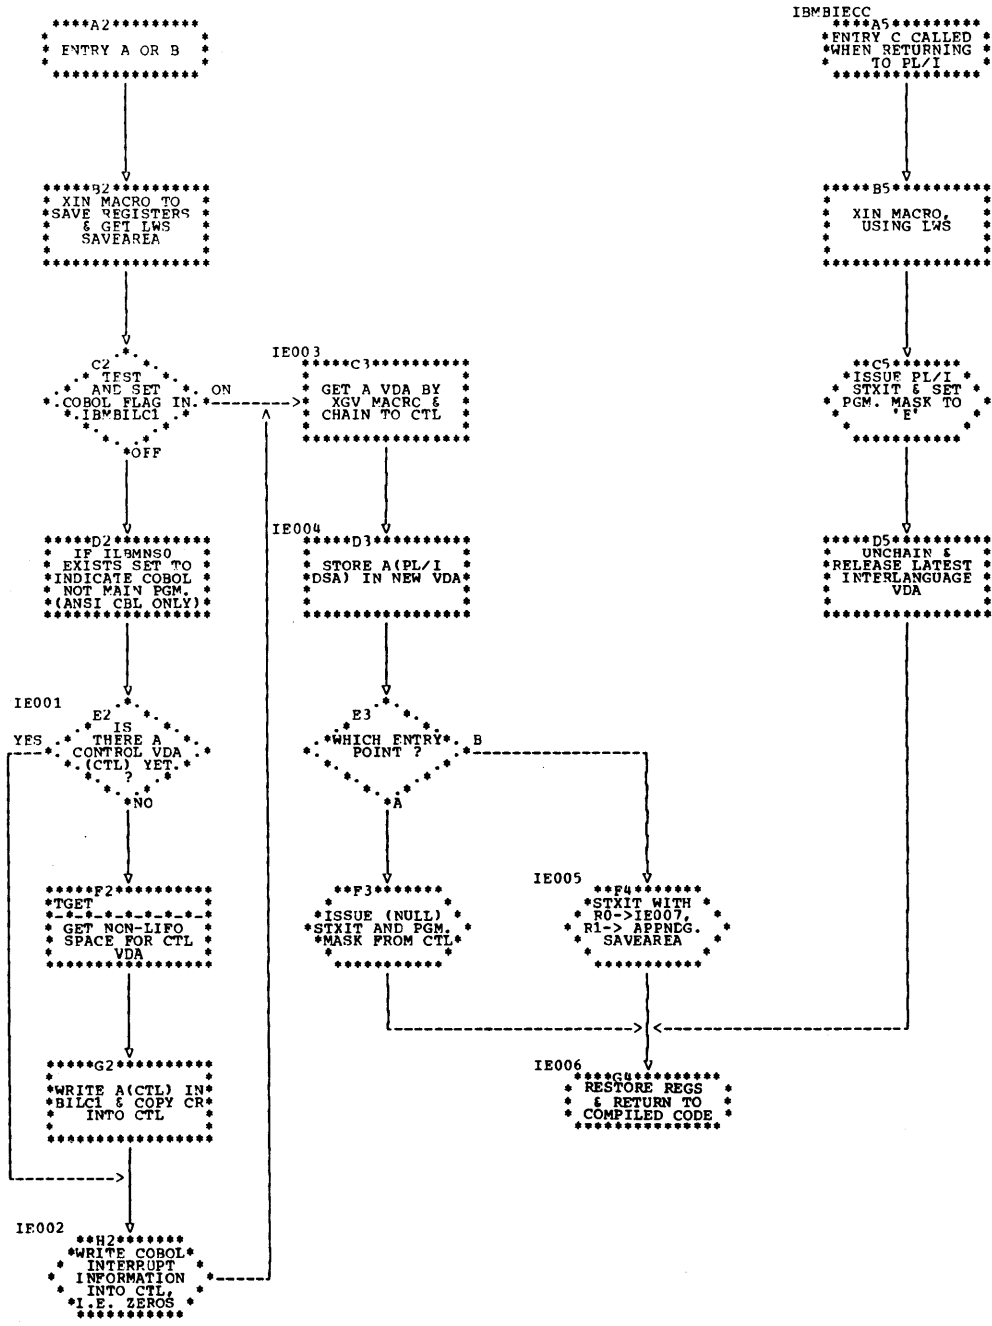 A2
ENTRY A OR B
IBMBIECC
A5
ENTRY C CALLED
WHEN RETURNING
TO PL/I
B2
XIN MACRO TO
SAVE REGISTERS
& GET LWS
SAVEAREA
B5
XIN MACRO,
USING LWS
C2
TEST
AND SET
COBOL FLAG IN
IBMBILC1
ON
OFF
IE003
C3
GET A VDA BY
XGV MACRO &
CHAIN TO CTL
C5
ISSUE PL/I
STXIT & SET
PGM. MASK TO
'E'
D2
IF ILBMNS0
EXISTS SET TO
INDICATE COBOL
NOT MAIN PGM.
(ANSI CBL ONLY)
IE004
D3
STORE A(PL/I
DSA) IN NEW VDA
D5
UNCHAIN &
RELEASE LATEST
INTERLANGUAGE
VDA
IE001
E2
IS
THERE A
CONTROL VDA
(CTL) YET.
?
YES
NO
E3
WHICH ENTRY
POINT ?
B
A
F2
TGET
GET NON-LIFO
SPACE FOR CTL
VDA
F3
ISSUE (NULL)
STXIT AND PGM.
MASK FROM CTL
IE005
F4
STXIT WITH
R0->IE007,
R1-> APPNDG.
SAVEAREA
G2
WRITE A(CTL) IN
BILC1 & COPY CR
INTO CTL
IE006
G4
RESTORE REGS
& RETURN TO
COMPILED CODE
IE002
H2
WRITE COBOL
INTERRUPT
INFORMATION
INTO CTL,
I.E. ZEROS